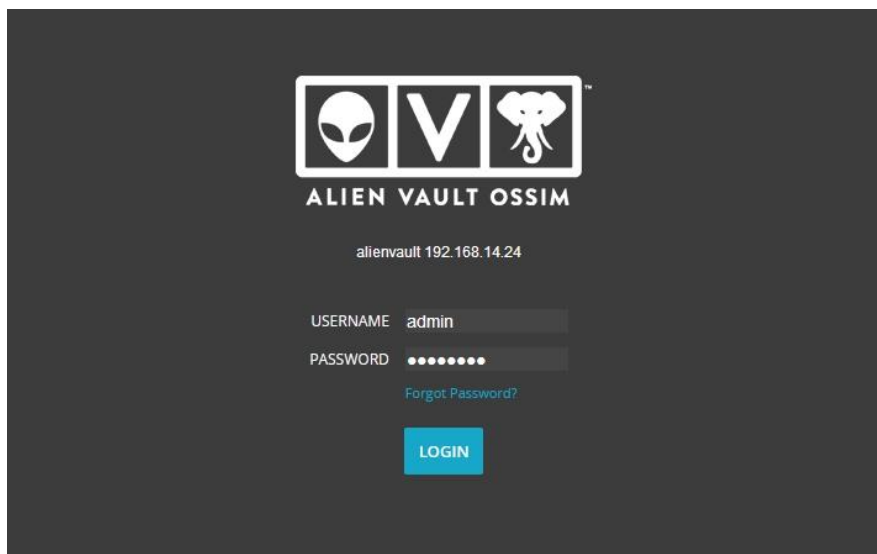 V ™
ALIEN VAULT OSSIM
alienvault 192.168.14.24
USERNAME admin
PASSWORD ••••••••
Forgot Password?
LOGIN